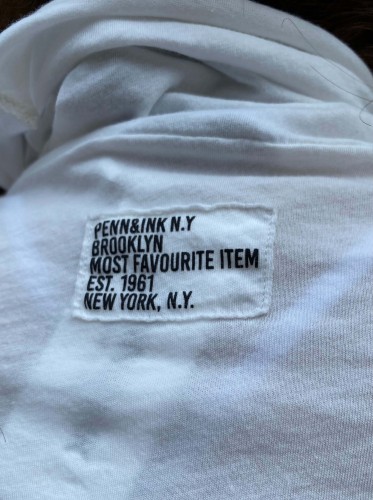 PENN&INK N.Y
BROOKLYN
MOST FAVOURITE ITEM
EST. 1961
NEW YORK, N.Y.